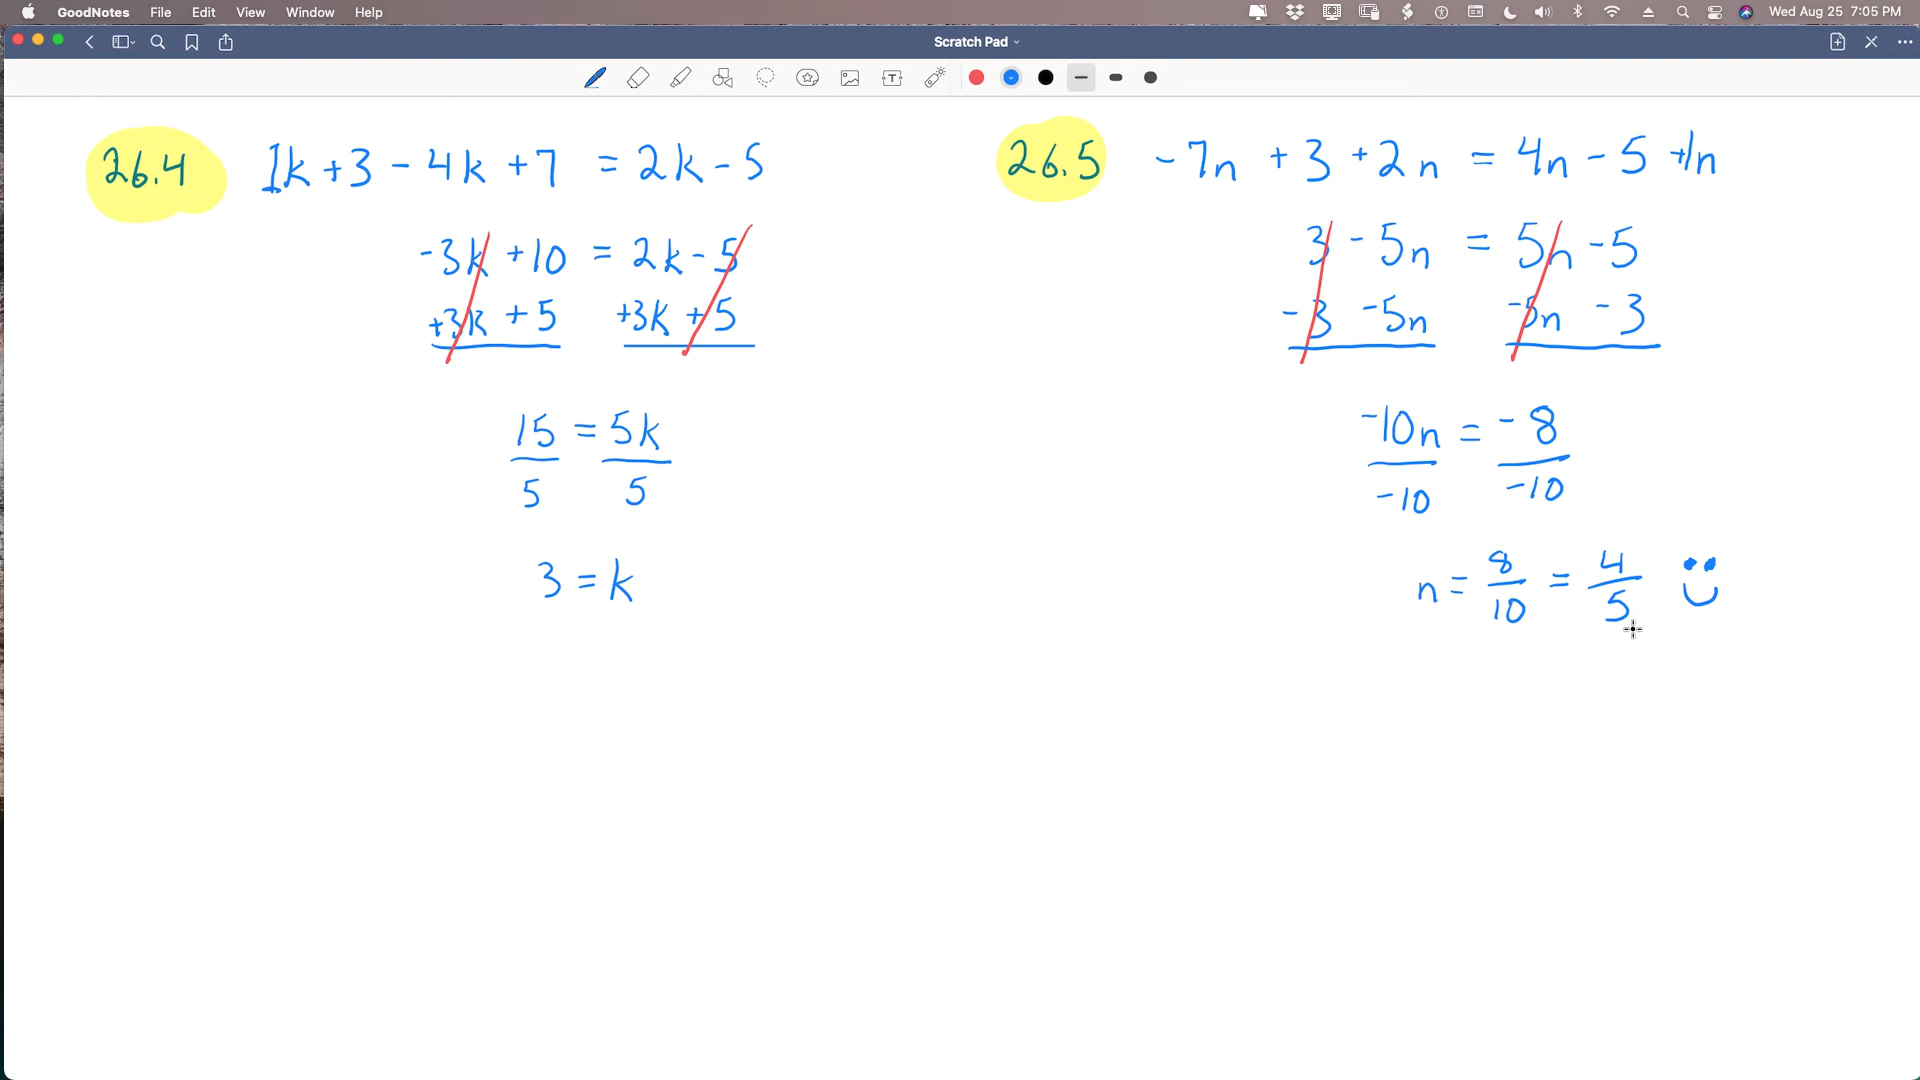 GoodNotes File Edit View Window Help Wed Aug 25 7:05 PM
Scratch Pad
T
26.4 1k + 3 - 4k + 7 = 2k - 5
-3k + 10 = 2k - 5
+3k + 5 +3k + 5
15 = 5k
5 5
3 = k
26.5 -7n + 3 + 2n = 4n - 5 + 1n
3 - 5n = 5n - 5
-3 -5n -5n - 3
-10n = -8
-10 -10
n = 8/10 = 4/5